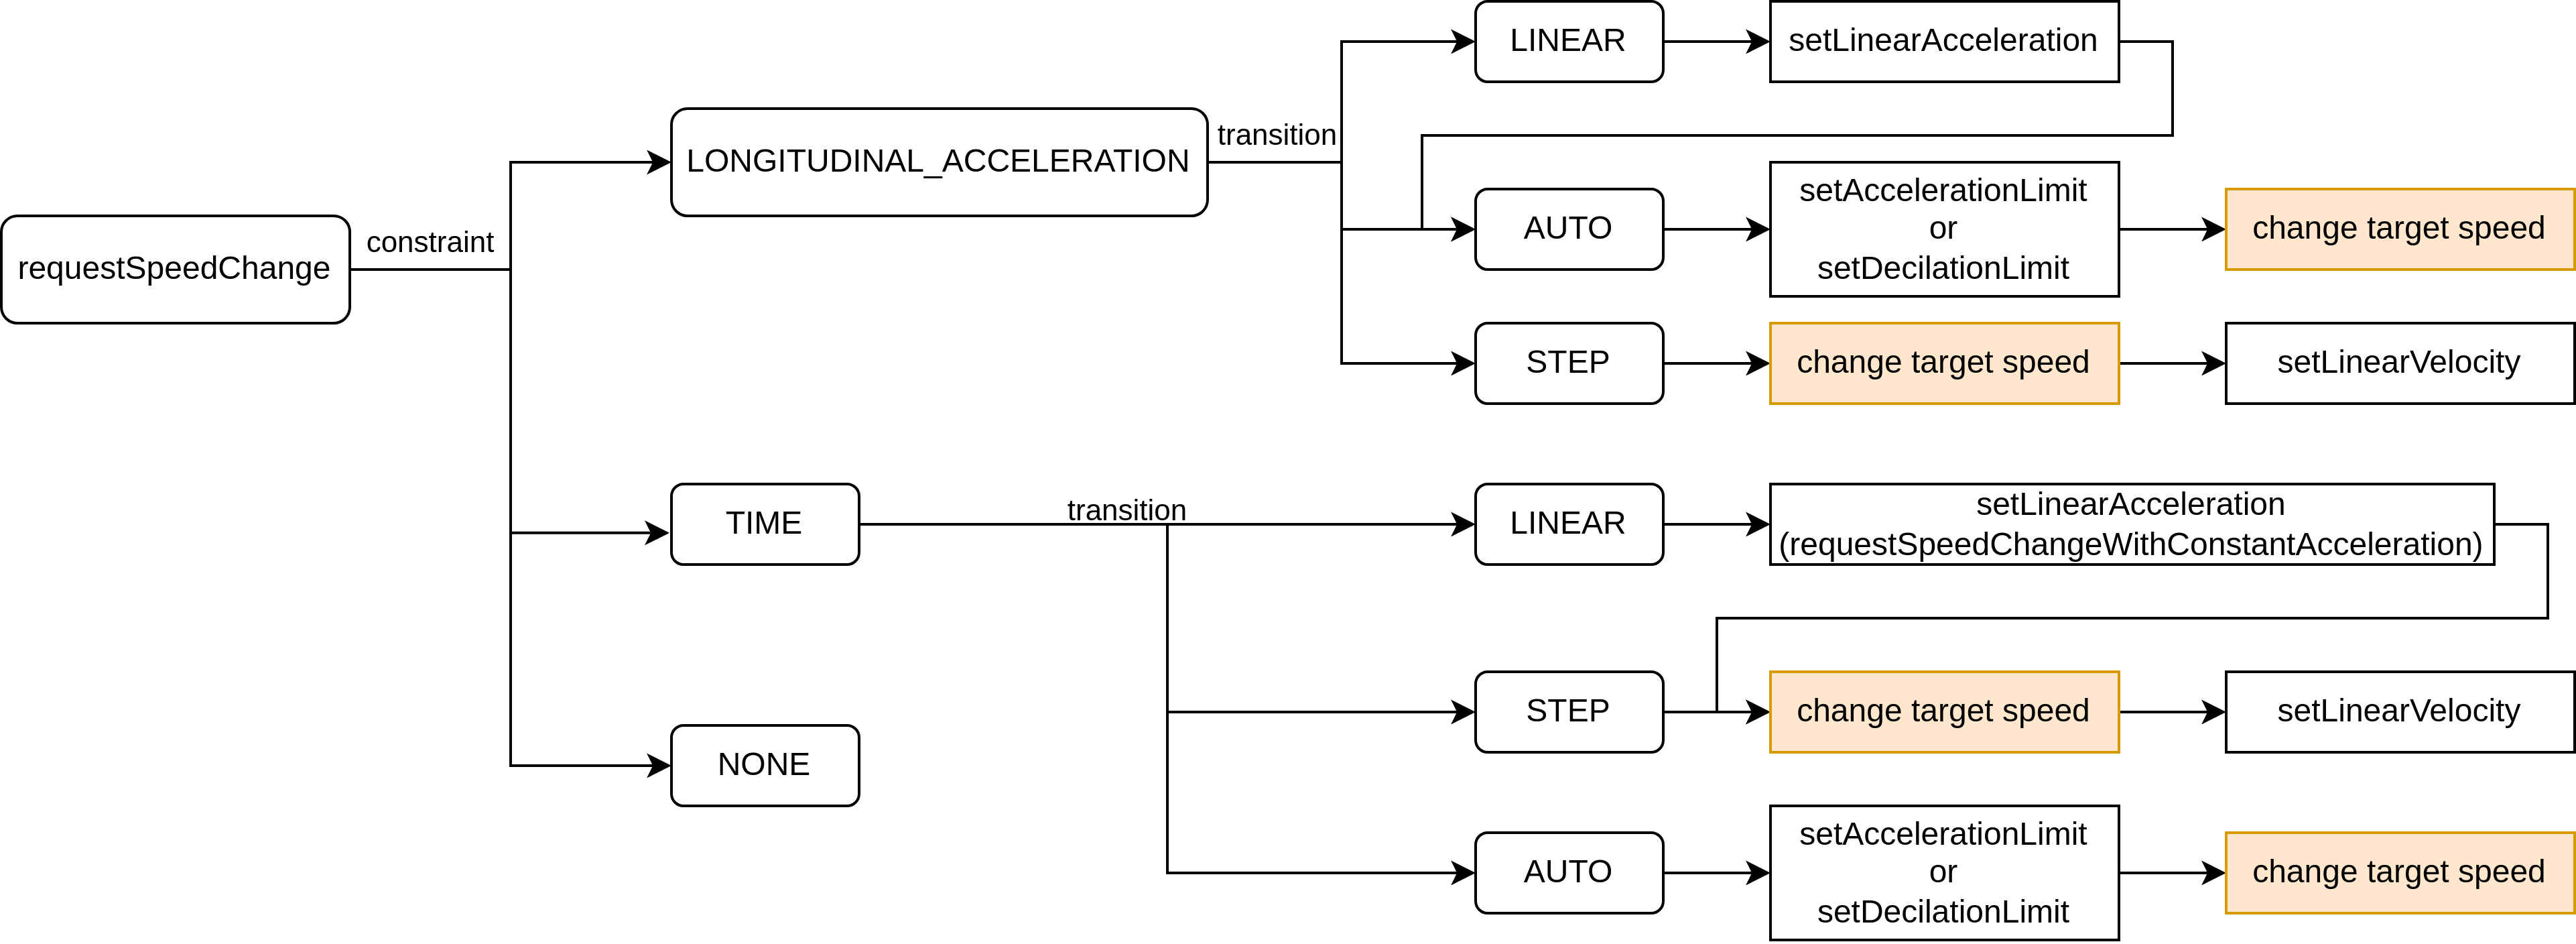 LINEAR
setLinearAcceleration
transition
LONGITUDINAL_ACCELERATION
setAccelerationLimit
or
setDecilationLimit
AUTO
change target speed
constraint
requestSpeedChange
STEP
change target speed
setLinearVelocity
transition
TIME
LINEAR
setLinearAcceleration
(requestSpeedChangeWithConstantAcceleration)
STEP
change target speed
setLinearVelocity
NONE
AUTO
setAccelerationLimit
or
setDecilationLimit
change target speed